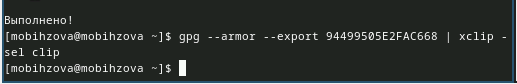 Выполнено!
[mobihzova@mobihzova ~]$ gpg --armor --export 94499505E2FAC668 | xclip -
sel clip
[mobihzova@mobihzova ~]$